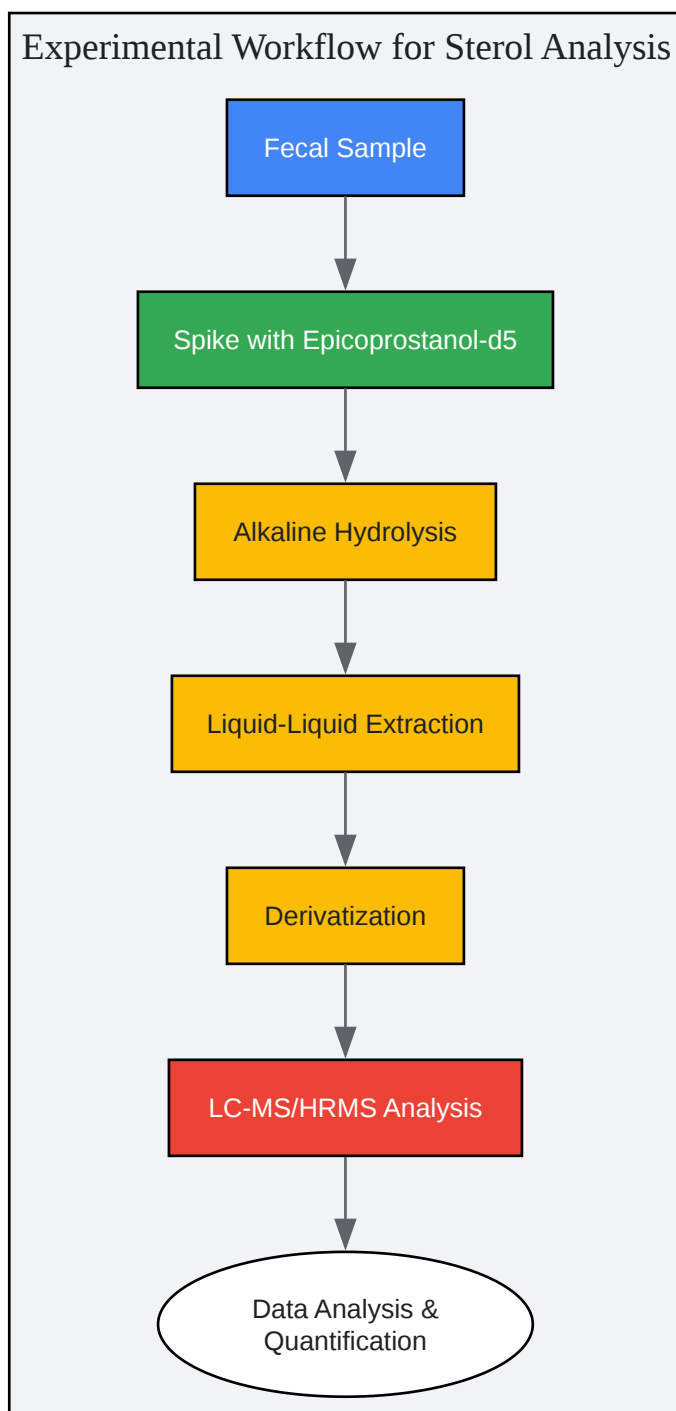 Experimental Workflow for Sterol Analysis
Fecal Sample
Spike with Epicoprostanol-d5
Alkaline Hydrolysis
Liquid-Liquid Extraction
Derivatization
LC-MS/HRMS Analysis
Data Analysis &
Quantification